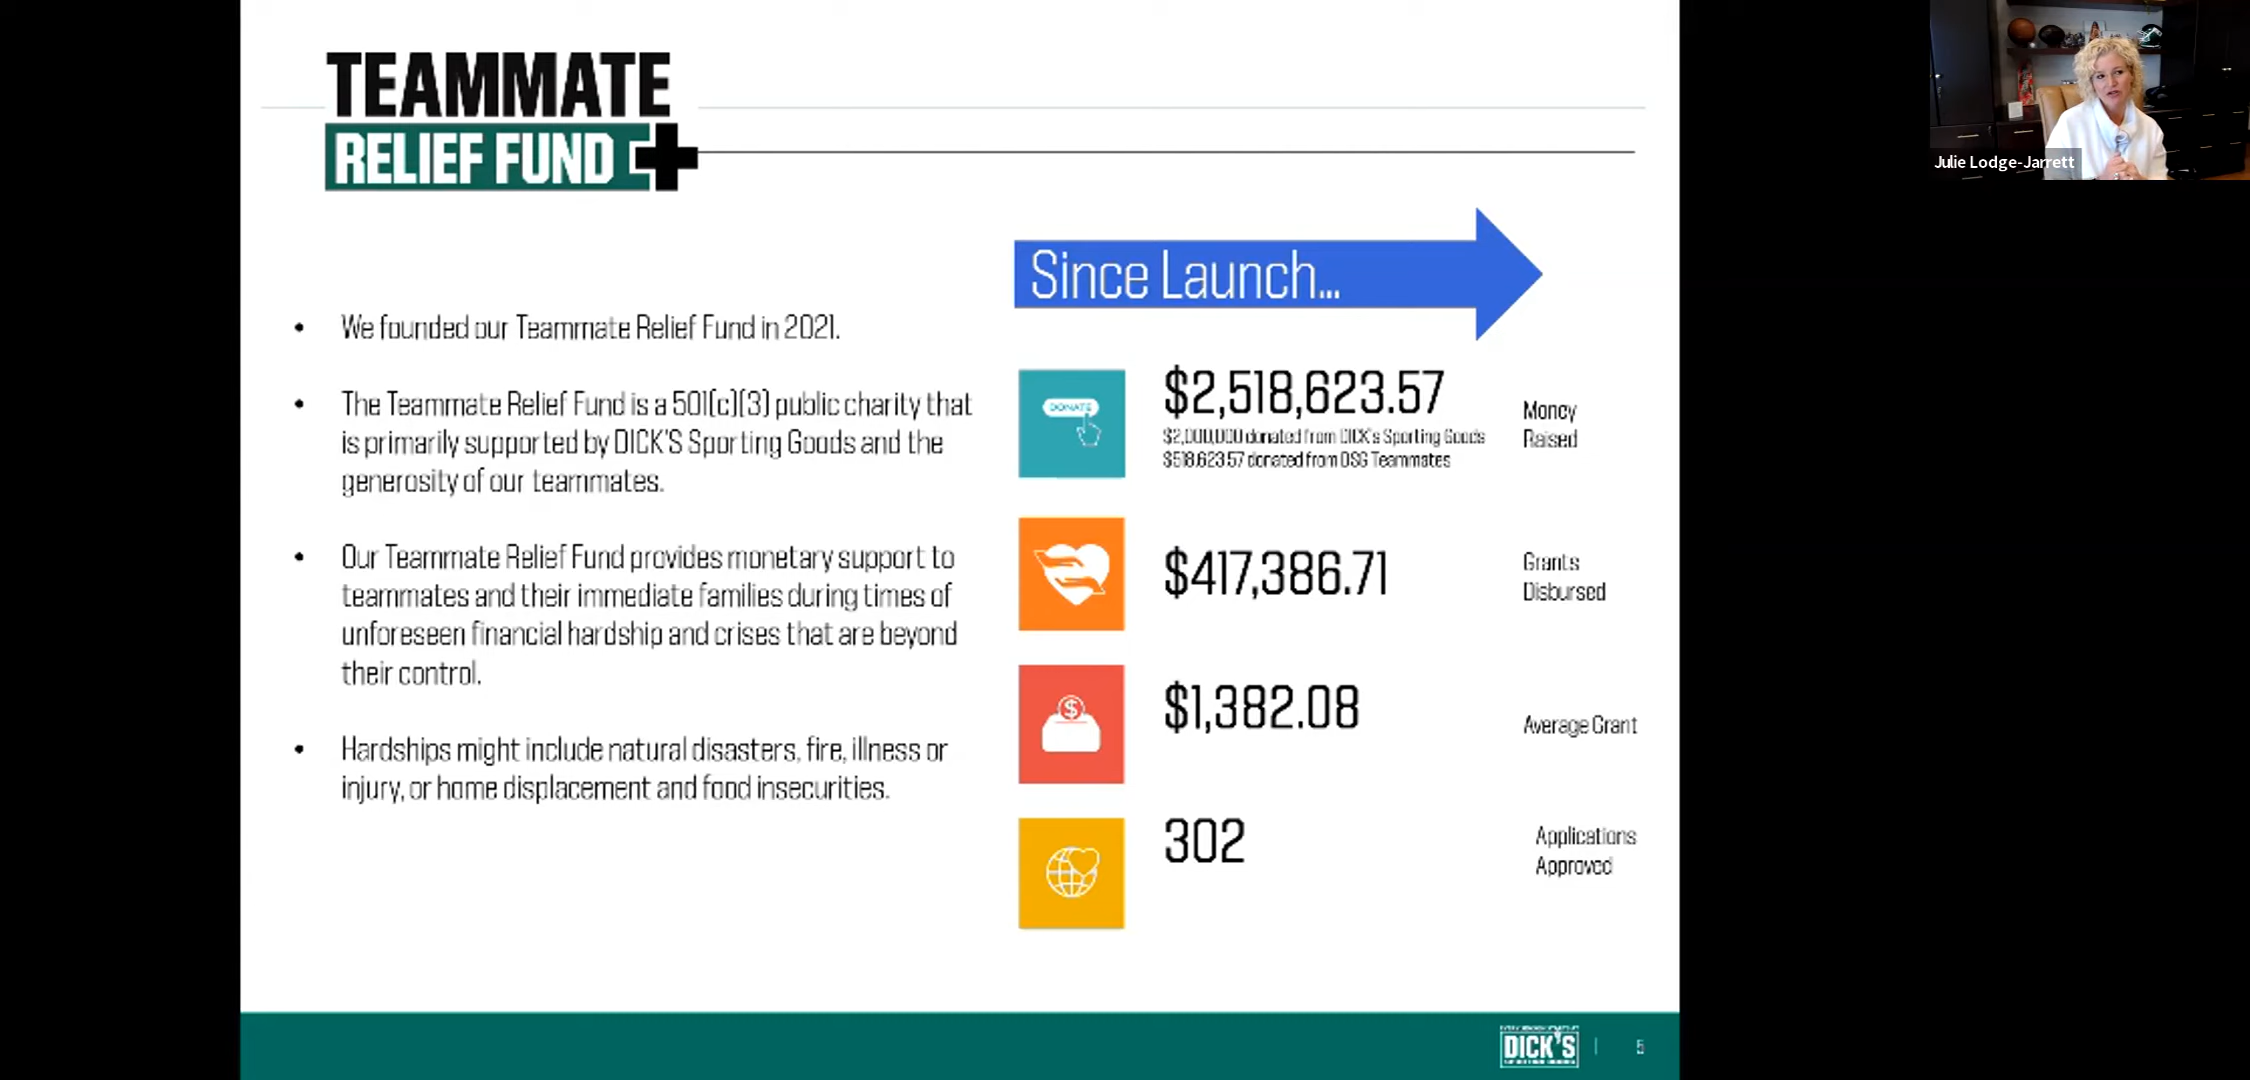 TEAMMATE
RELIEF FUND
Julie Lodge-Jarrett
Since Launch...
• We founded our Teammate Relief Fund in 2021.
• The Teammate Relief Fund is a 501(c)(3) public charity that
is primarily supported by DICK'S Sporting Goods and the
generosity of our teammates.
• Our Teammate Relief Fund provides monetary support to
teammates and their immediate families during times of
unforeseen financial hardship and crises that are beyond
their control.
• Hardships might include natural disasters, fire, illness or
injury, or home displacement and food insecurities.
DONATE
$2,518,623.57
$2,000,000 donated from DICK's Sporting Goods
$518,623.57 donated from DSG Teammates
Money
Raised
$417,386.71
Grants
Disbursed
$
$1,382.08
Average Grant
302
Applications
Approved
DICK'S
5